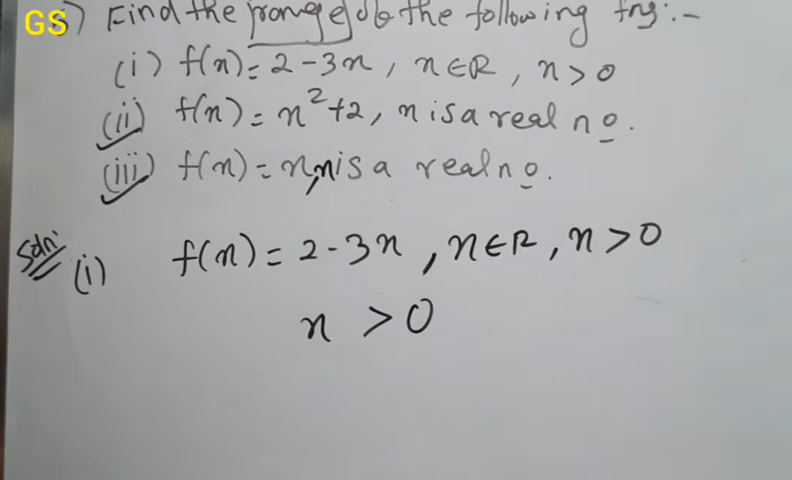 GS
) Find the range of the following fns:-
(i) f(x) = 2-3x, x∈R, x>0
(ii) f(x) = x²+2, x is a real no.
(iii) f(x) = x, x is a real no.
Soln:
(i) f(x) = 2-3x, x∈R, x>0
x >0